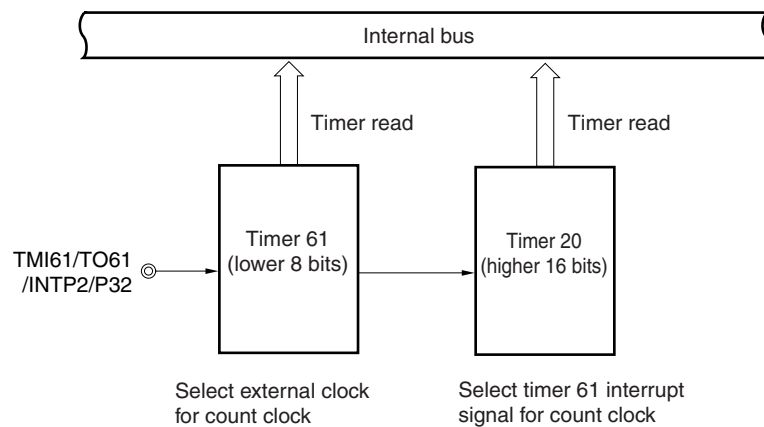 Internal bus
Timer read
Timer read
Timer 61
(lower 8 bits)
Timer 20
(higher 16 bits)
TMI61/TO61
/INTP2/P32
Select external clock
for count clock
Select timer 61 interrupt
signal for count clock